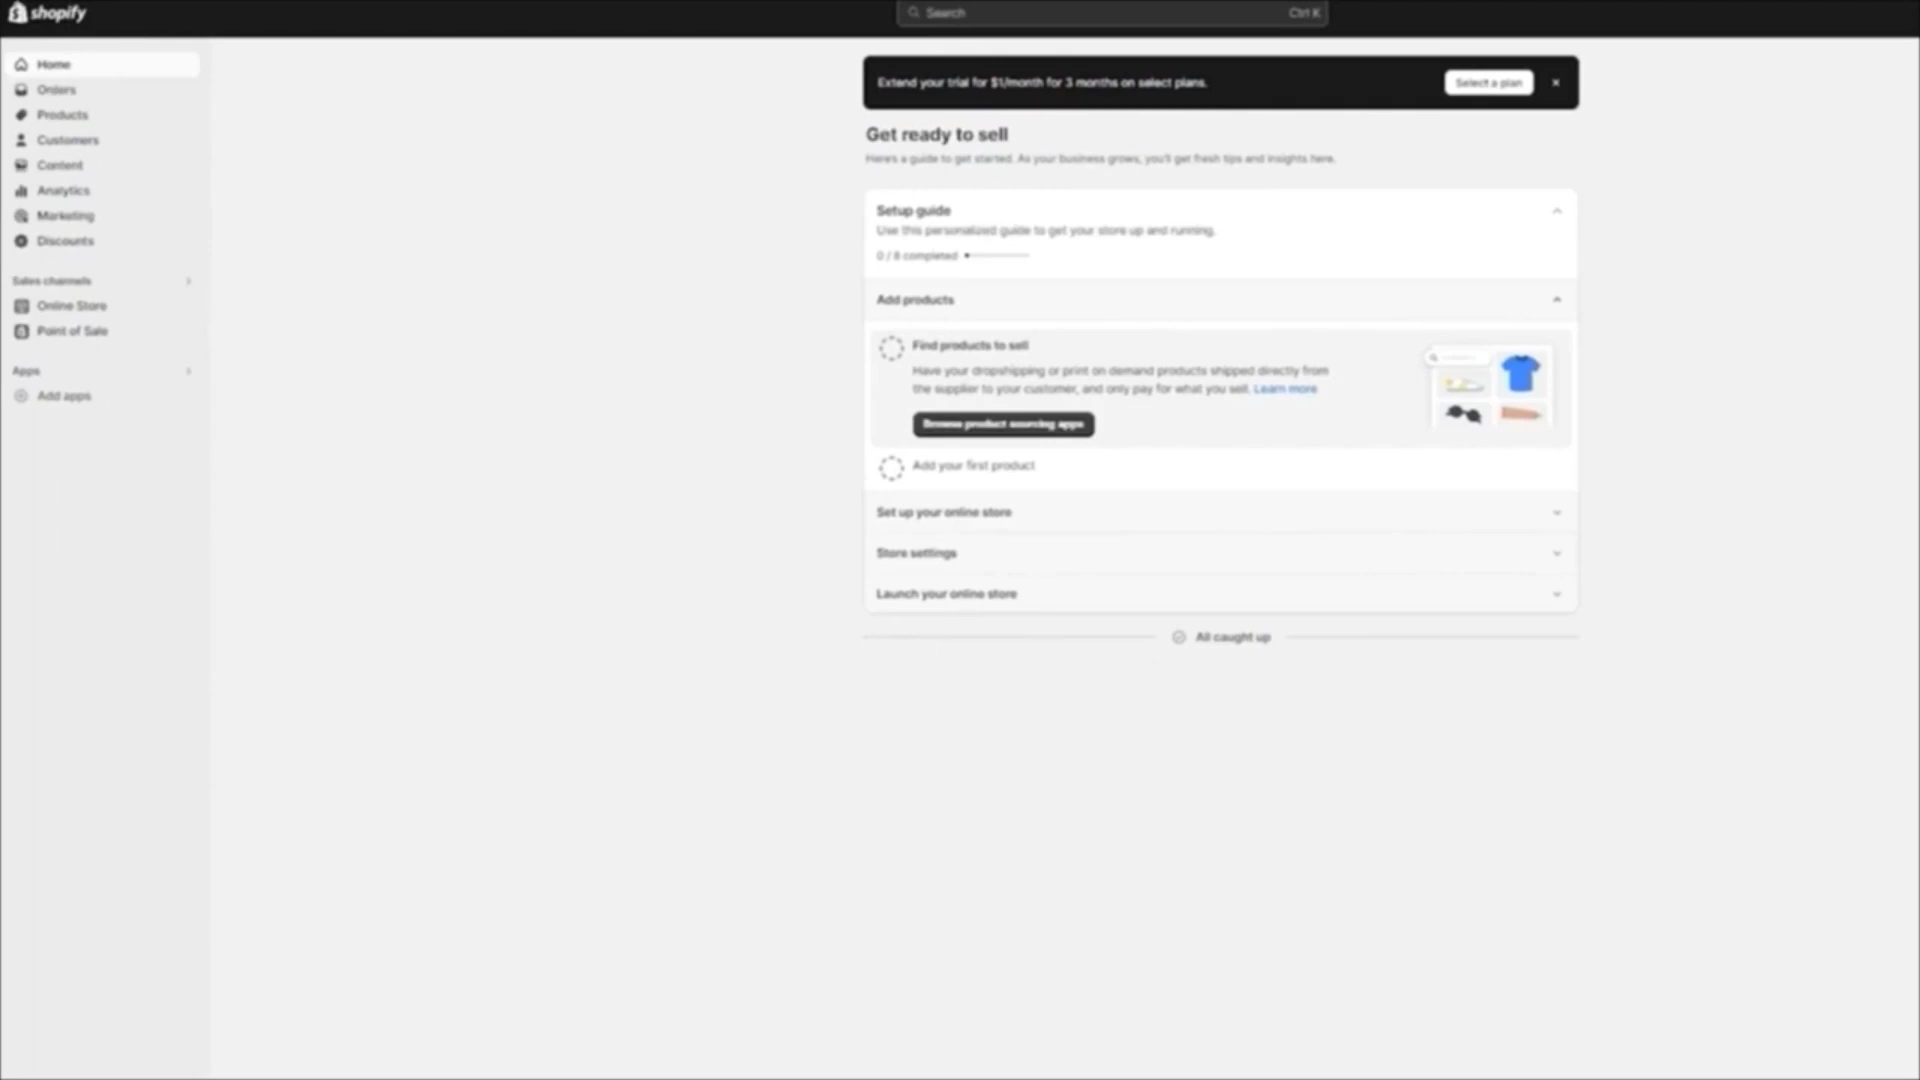 shopify
Search
Ctrl K
Home
Orders
Products
Customers
Content
Analytics
Marketing
Discounts
Sales channels
Online Store
Point of Sale
Apps
Add apps
Extend your trial for $1/month for 3 months on select plans.
Select a plan
Get ready to sell
Here's a guide to get started. As your business grows, you'll get fresh tips and insights here.
Setup guide
Use this personalized guide to get your store up and running.
0 / 8 completed
Add products
Find products to sell
Have your dropshipping or print on demand products shipped directly from
the supplier to your customer, and only pay for what you sell. Learn more
Browse product sourcing apps
Add your first product
Set up your online store
Store settings
Launch your online store
All caught up